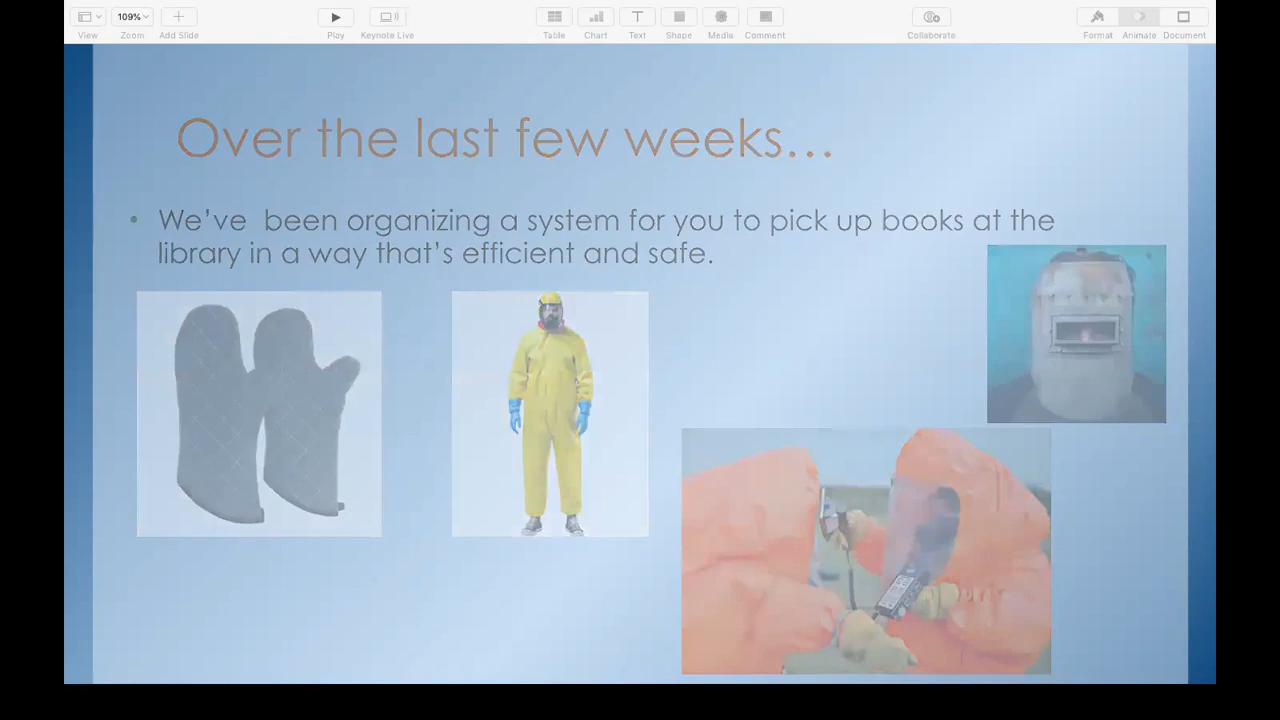 109%
View Zoom Add Slide Play Keynote Live Table Chart Text Shape Media Comment Collaborate Format Animate Document
Over the last few weeks...
• We've been organizing a system for you to pick up books at the
library in a way that's efficient and safe.